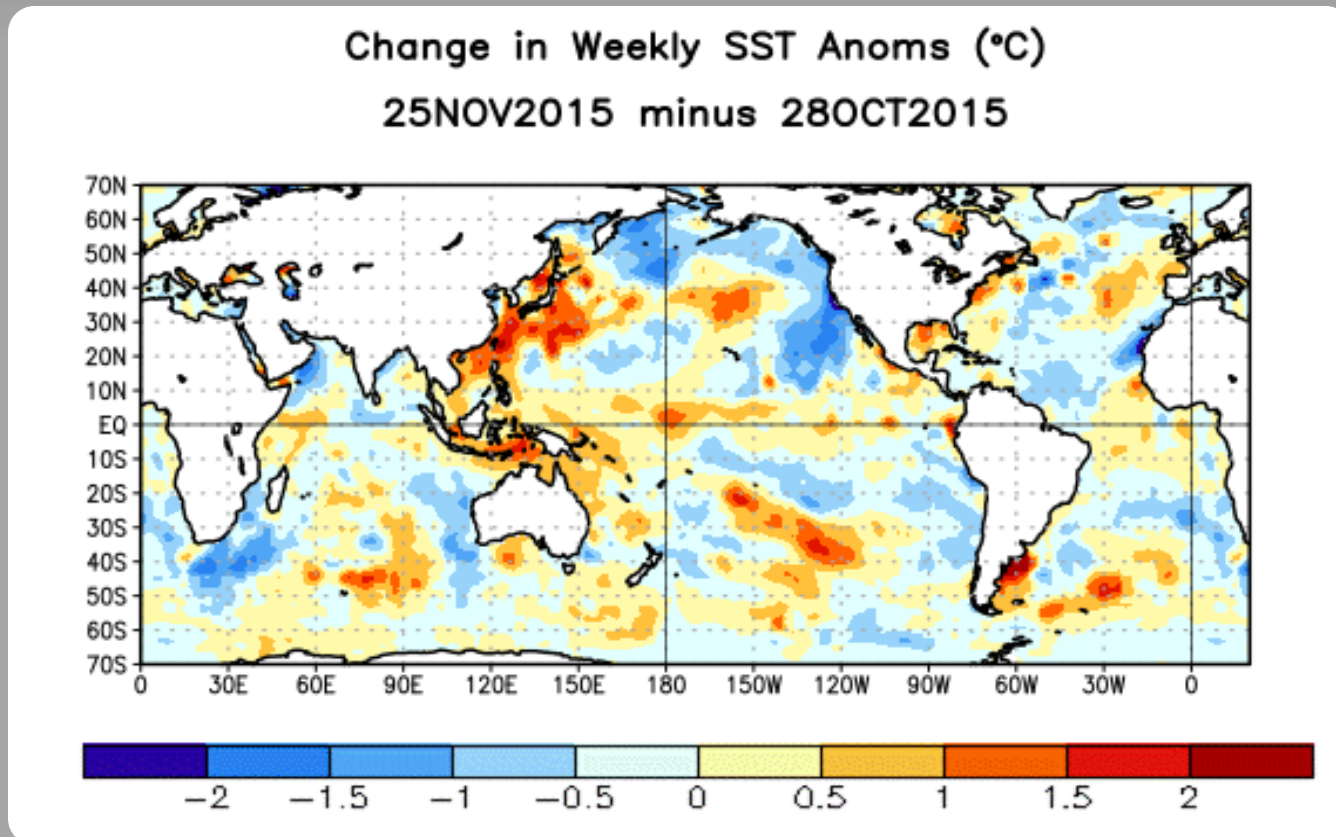 Change in Weekly SST Anoms (°C)
25NOV2015 minus 28OCT2015
70N
60N
50N
40N
30N
20N
10N
EQ
10S
20S
30S
40S
50S
60S
70S
0 30E 60E 90E 120E 150E 180 150W 120W 90W 60W 30W 0
−2 −1.5 −1 −0.5 0 0.5 1 1.5 2